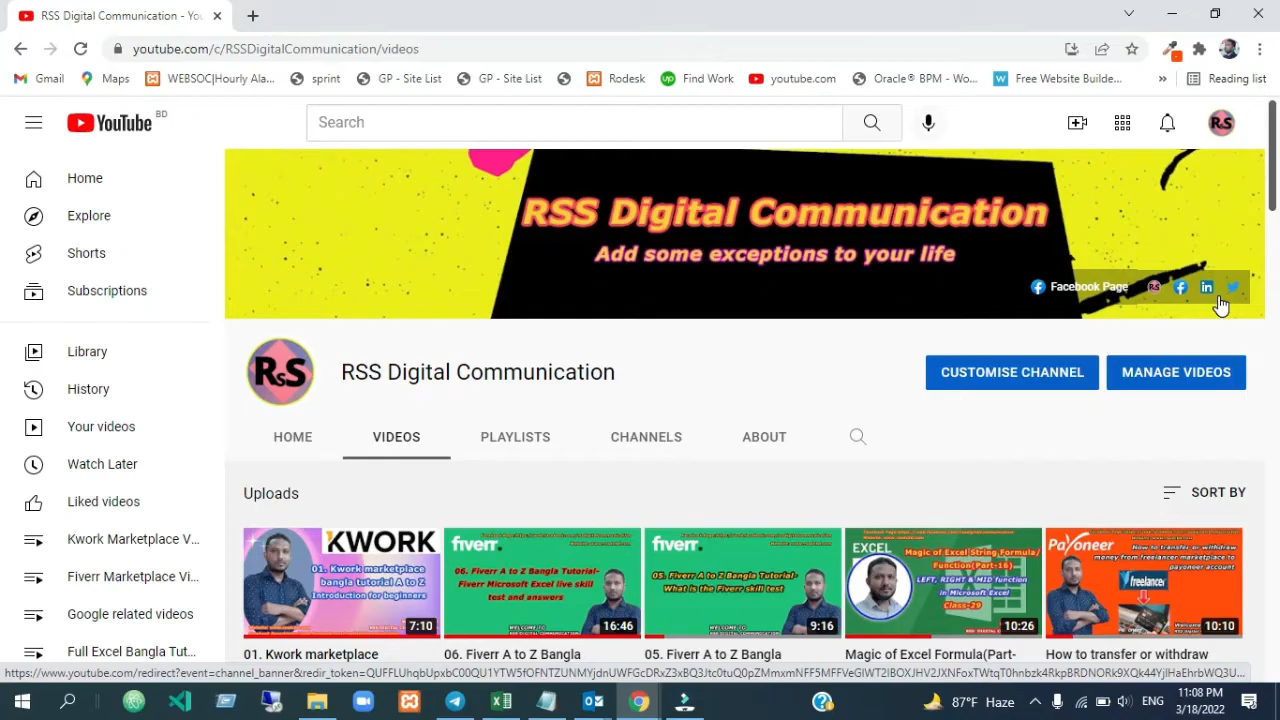 RSS Digital Communication - You
youtube.com/c/RSSDigitalCommunication/videos
Gmail
Maps
WEBSOC|Hourly Ala...
sprint
GP - Site List
GP - Site List
Rodesk
Find Work
youtube.com
Oracle® BPM - Wo...
Free Website Builde...
»
Reading list
YouTube BD
Search
RSS
Home
Explore
Shorts
Subscriptions
Library
History
Your videos
Watch Later
Liked videos
Kwork Marketplace V...
Fiverr Marketplace Vi...
Google related videos
Full Excel Bangla Tut...
RSS Digital Communication
Add some exceptions to your life
Facebook Page
RSS
RSS Digital Communication
CUSTOMISE CHANNEL
MANAGE VIDEOS
HOME
VIDEOS
PLAYLISTS
CHANNELS
ABOUT
Uploads
SORT BY
KWORK
01. Kwork marketplace
bangla tutorial A to Z
Introduction for beginners
7:10
01. Kwork marketplace
fiverr.
06. Fiverr A to Z Bangla Tutorial-
Fiverr Microsoft Excel live skill
test and answers
WELCOME TO
16:46
06. Fiverr A to Z Bangla
fiverr.
05. Fiverr A to Z Bangla Tutorial-
What is the Fiverr skill test
WELCOME TO
9:16
05. Fiverr A to Z Bangla
EXCEL
Magic of Excel String Formula/
Function(Part-16)
LEFT, RIGHT & MID function
in Microsoft Excel
Class-29
10:26
Magic of Excel Formula(Part-
Payoneer
How to transfer or withdraw
money from freelancer marketplace to
payoneer account
freelancer
10:10
How to transfer or withdraw
87°F Haze
ENG
11:08 PM
3/18/2022